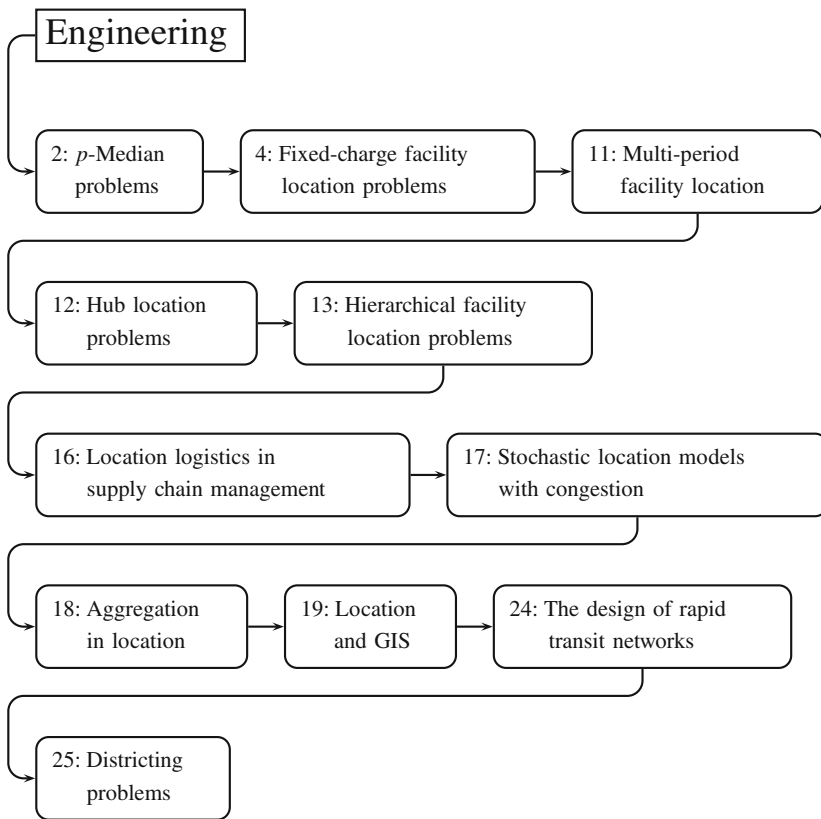 Engineering
2: p-Median
problems
4: Fixed-charge facility
location problems
11: Multi-period
facility location
12: Hub location
problems
13: Hierarchical facility
location problems
16: Location logistics in
supply chain management
17: Stochastic location models
with congestion
18: Aggregation
in location
19: Location
and GIS
24: The design of rapid
transit networks
25: Districting
problems